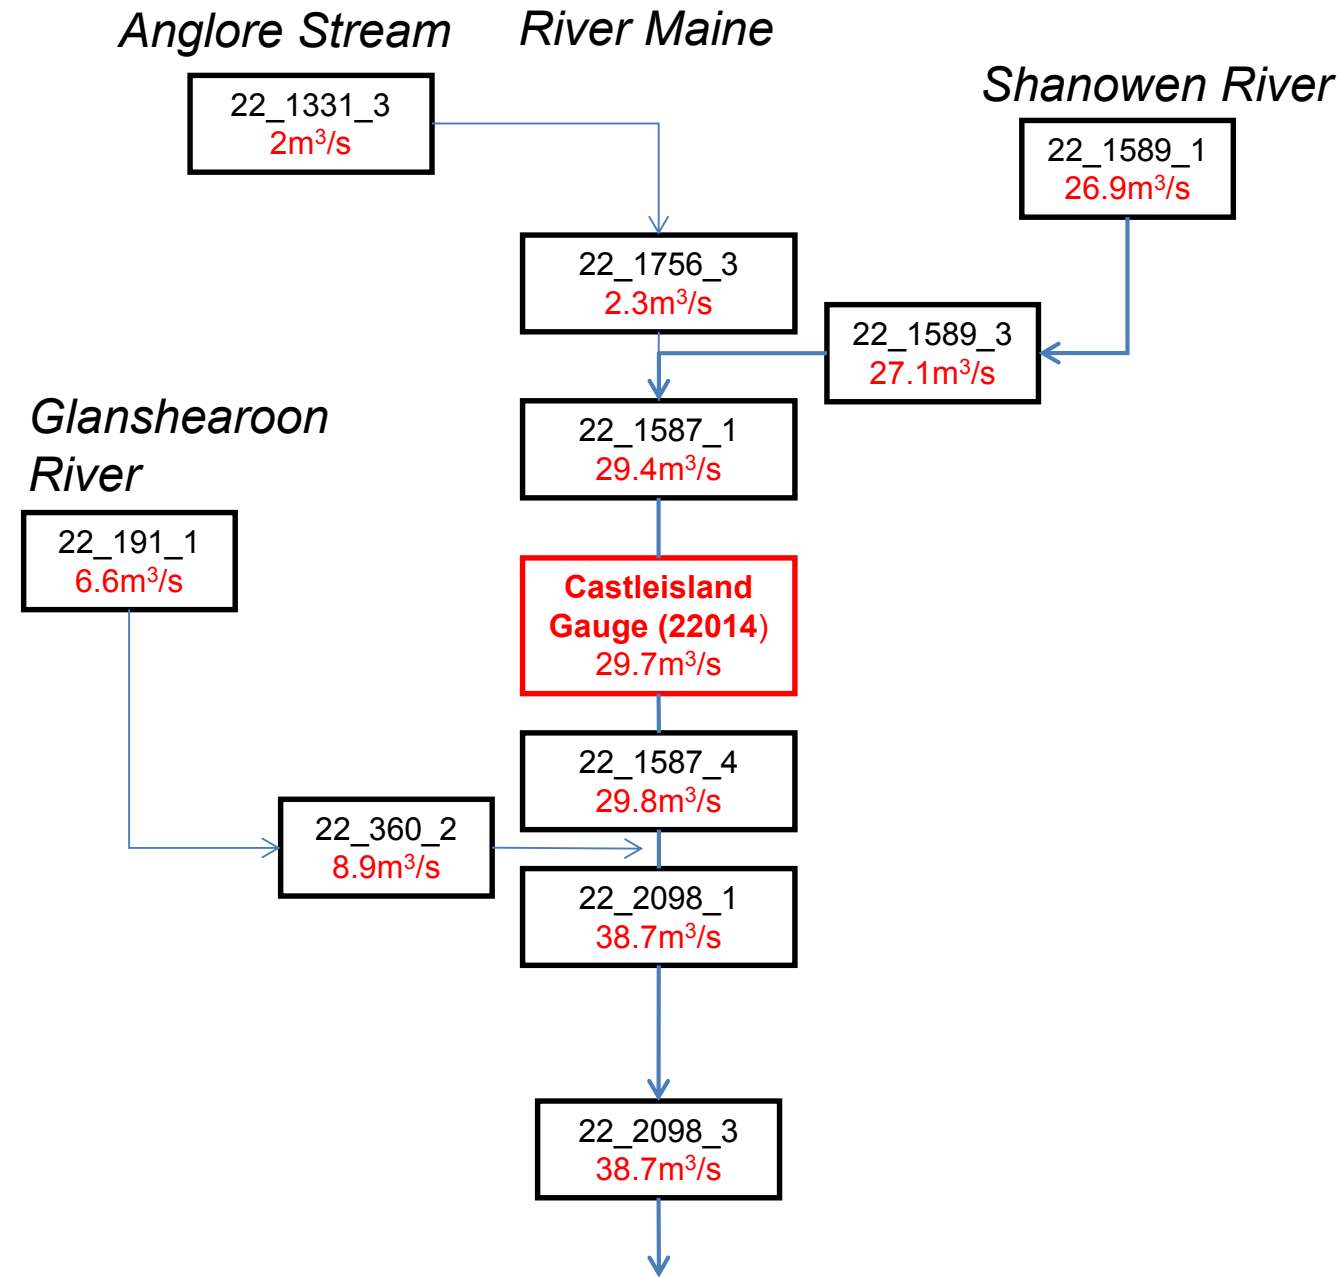 Anglore Stream
River Maine
Shanowen River
22_1331_3
2m³/s
22_1589_1
26.9m³/s
22_1756_3
2.3m³/s
22_1589_3
27.1m³/s
Glanshearoon
River
22_1587_1
29.4m³/s
22_191_1
6.6m³/s
Castleisland
Gauge (22014)
29.7m³/s
22_1587_4
29.8m³/s
22_360_2
8.9m³/s
22_2098_1
38.7m³/s
22_2098_3
38.7m³/s